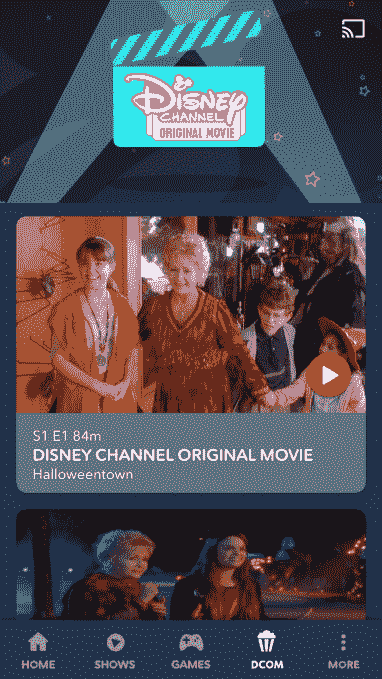 Disney
CHANNEL
ORIGINAL MOVIE
S1 E1 84m
DISNEY CHANNEL ORIGINAL MOVIE
Halloweentown
HOME
SHOWS
GAMES
DCOM
MORE